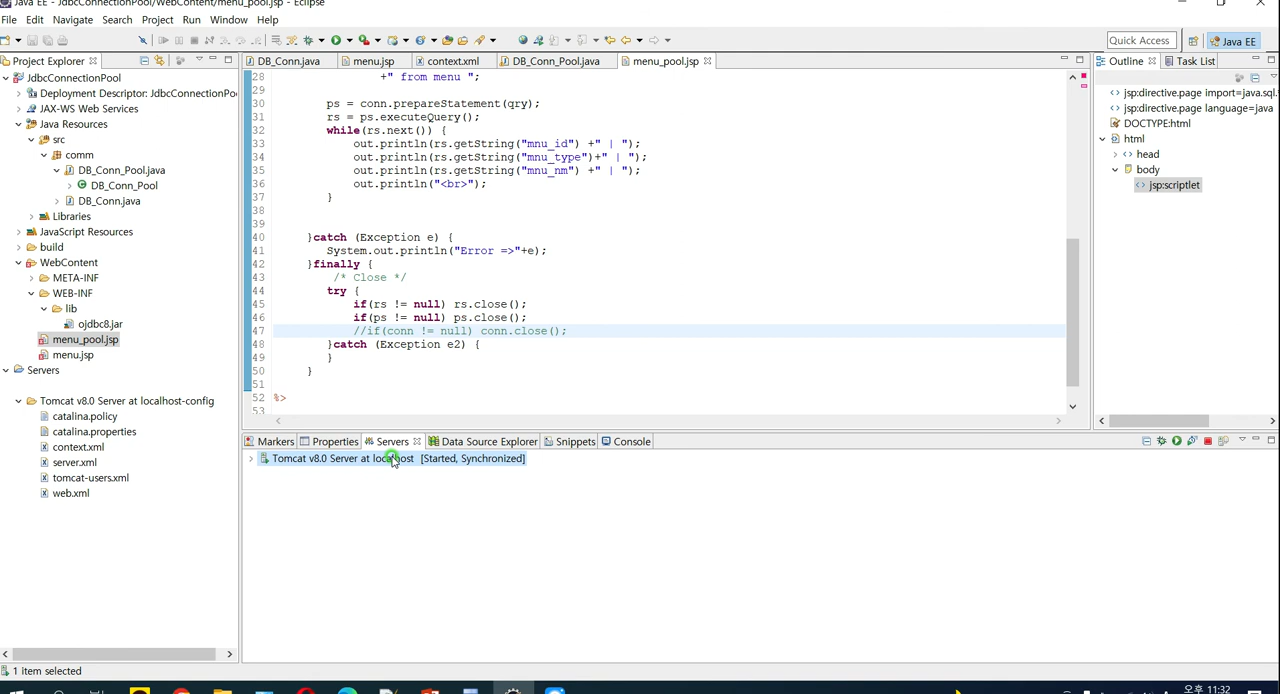 Java EE - JdbcConnectionPool/WebContent/menu_pool.jsp - Eclipse
File Edit Navigate Search Project Run Window Help
Quick Access
Java EE
Project Explorer
JdbcConnectionPool
Deployment Descriptor: JdbcConnectionPo
JAX-WS Web Services
Java Resources
src
comm
DB_Conn_Pool.java
DB_Conn_Pool
DB_Conn.java
Libraries
JavaScript Resources
build
WebContent
META-INF
WEB-INF
lib
ojdbc8.jar
menu_pool.jsp
menu.jsp
Servers
Tomcat v8.0 Server at localhost-config
catalina.policy
catalina.properties
context.xml
server.xml
tomcat-users.xml
web.xml
DB_Conn.java menu.jsp context.xml DB_Conn_Pool.java menu_pool.jsp
28 +" from menu ";
29
30 ps = conn.prepareStatement(qry);
31 rs = ps.executeQuery();
32 while(rs.next()) {
33 out.println(rs.getString("mnu_id") +" | ");
34 out.println(rs.getString("mnu_type")+" | ");
35 out.println(rs.getString("mnu_nm") +" | ");
36 out.println("<br>");
37 }
38
39
40 }catch (Exception e) {
41 System.out.println("Error =>"+e);
42 }finally {
43 /* Close */
44 try {
45 if(rs != null) rs.close();
46 if(ps != null) ps.close();
47 //if(conn != null) conn.close();
48 }catch (Exception e2) {
49 }
50 }
51
52 %>
53
Outline Task List
jsp:directive.page import=java.sql.*
jsp:directive.page language=java
DOCTYPE:html
html
head
body
jsp:scriptlet
Markers Properties Servers Data Source Explorer Snippets Console
Tomcat v8.0 Server at localhost [Started, Synchronized]
1 item selected
오후 11:32